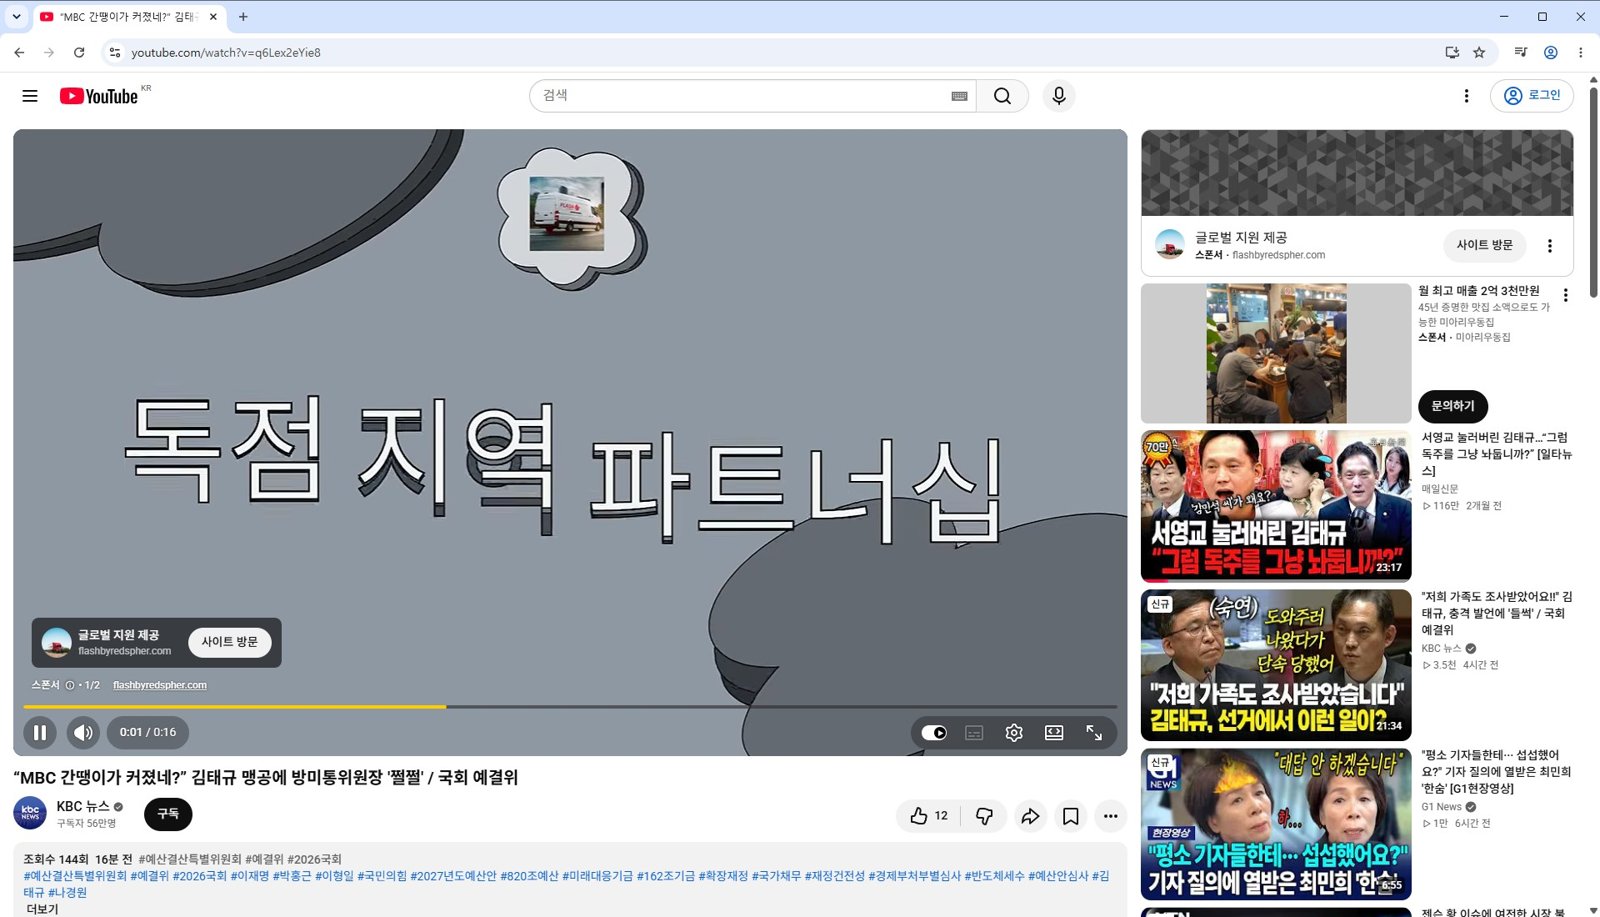 "MBC 간땡이가 커졌네?" 김태규
youtube.com/watch?v=q6Lex2eYie8
YouTube KR
검색
로그인
독점 지역 파트너십
글로벌 지원 제공
flashbyredspher.com
사이트 방문
스폰서 · 1/2 flashbyredspher.com
0:01 / 0:16
“MBC 간땡이가 커졌네?” 김태규 맹공에 방미통위원장 '쩔쩔' / 국회 예결위
kbc NEWS
KBC 뉴스
구독자 56만명
구독
12
조회수 144회 16분 전 #예산결산특별위원회 #예결위 #2026국회
#예산결산특별위원회 #예결위 #2026국회 #이재명 #박홍근 #이형일 #국민의힘 #2027년도예산안 #820조예산 #미래대응기금 #162조기금 #확장재정 #국가채무 #재정건전성 #경제부처부별심사 #반도체세수 #예산안심사 #김
태규 #나경원
더보기
글로벌 지원 제공
스폰서 · flashbyredspher.com
사이트 방문
월 최고 매출 2억 3천만원
45년 증명한 맛집 소액으로도 가
능한 미아리우동집
스폰서 · 미아리우동집
문의하기
70만
"김민석 씨가 왜요?"
서영교 눌러버린 김태규
"그럼 독주를 그냥 놔둡니까?"
23:17
서영교 눌러버린 김태규..."그럼
독주를 그냥 놔둡니까?" [일타뉴
스]
매일신문
116만 2개월 전
신규
(숙연)
도와주러
나왔다가
단속 당했어
"저희 가족도 조사받았습니다"
김태규, 선거에서 이런 일이?
21:34
"저희 가족도 조사받았어요!!" 김
태규, 충격 발언에 '들썩' / 국회
예결위
KBC 뉴스
3.5천 4시간 전
신규
G1
NEWS
"대답 안 하겠습니다"
하...
현장영상
"평소 기자들한테… 섭섭했어요?"
기자 질의에 열받은 최민희 '한숨'
6:55
"평소 기자들한테… 섭섭했어
요?" 기자 질의에 열받은 최민희
'한숨' [G1현장영상]
G1 News
1만 6시간 전